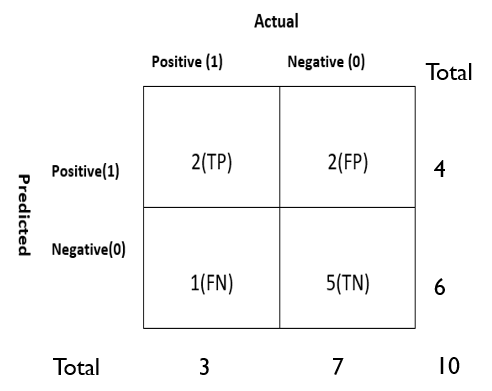 Actual
Positive (1) Negative (0) Total
Predicted
Positive(1) 2(TP) 2(FP) 4
Negative(0) 1(FN) 5(TN) 6
Total 3 7 10